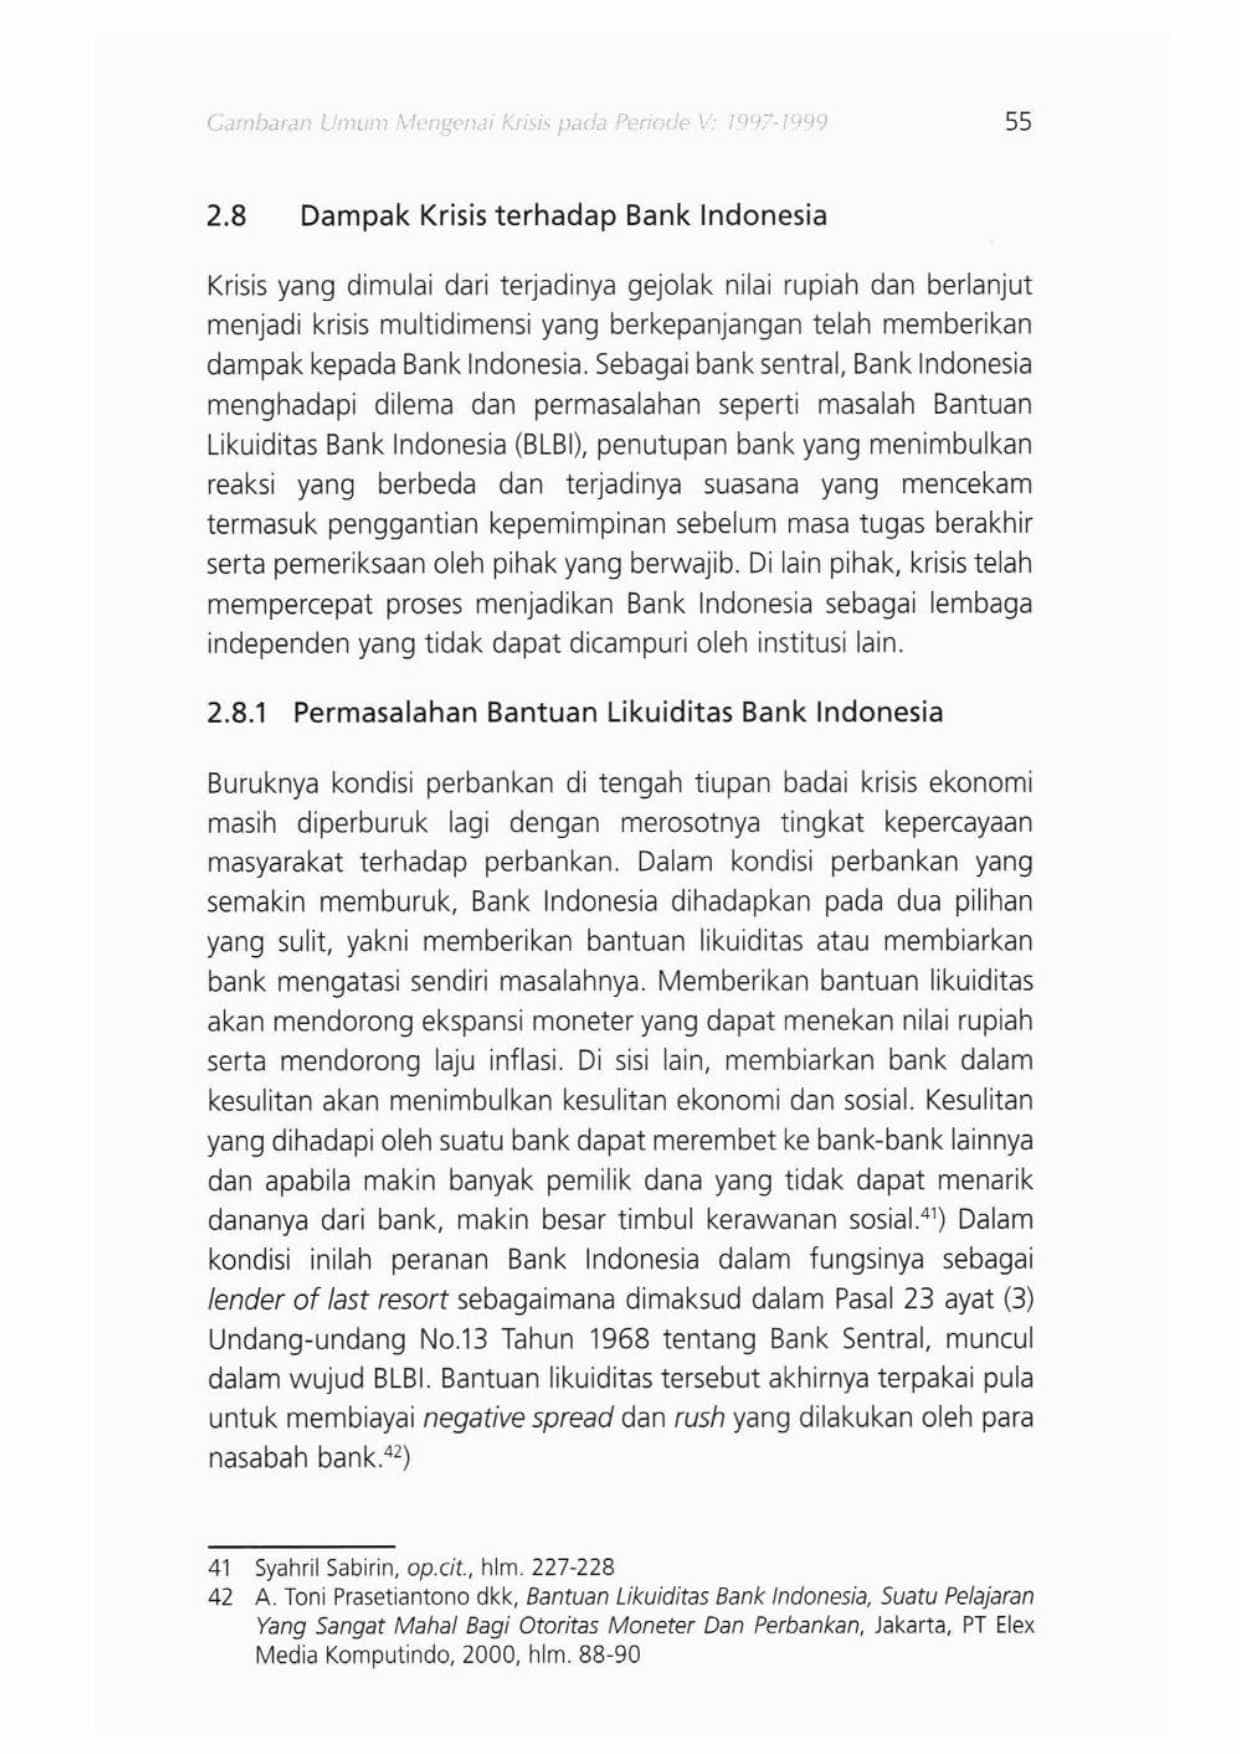 Gambaran Umum Mengenai Krisis pada Periode V: 1997-1999 55
2.8 Dampak Krisis terhadap Bank Indonesia
Krisis yang dimulai dari terjadinya gejolak nilai rupiah dan berlanjut
menjadi krisis multidimensi yang berkepanjangan telah memberikan
dampak kepada Bank Indonesia. Sebagai bank sentral, Bank Indonesia
menghadapi dilema dan permasalahan seperti masalah Bantuan
Likuiditas Bank Indonesia (BLBI), penutupan bank yang menimbulkan
reaksi yang berbeda dan terjadinya suasana yang mencekam
termasuk penggantian kepemimpinan sebelum masa tugas berakhir
serta pemeriksaan oleh pihak yang berwajib. Di lain pihak, krisis telah
mempercepat proses menjadikan Bank Indonesia sebagai lembaga
independen yang tidak dapat dicampuri oleh institusi lain.
2.8.1 Permasalahan Bantuan Likuiditas Bank Indonesia
Buruknya kondisi perbankan di tengah tiupan badai krisis ekonomi
masih diperburuk lagi dengan merosotnya tingkat kepercayaan
masyarakat terhadap perbankan. Dalam kondisi perbankan yang
semakin memburuk, Bank Indonesia dihadapkan pada dua pilihan
yang sulit, yakni memberikan bantuan likuiditas atau membiarkan
bank mengatasi sendiri masalahnya. Memberikan bantuan likuiditas
akan mendorong ekspansi moneter yang dapat menekan nilai rupiah
serta mendorong laju inflasi. Di sisi lain, membiarkan bank dalam
kesulitan akan menimbulkan kesulitan ekonomi dan sosial. Kesulitan
yang dihadapi oleh suatu bank dapat merembet ke bank-bank lainnya
dan apabila makin banyak pemilik dana yang tidak dapat menarik
dananya dari bank, makin besar timbul kerawanan sosial.⁴¹) Dalam
kondisi inilah peranan Bank Indonesia dalam fungsinya sebagai
lender of last resort sebagaimana dimaksud dalam Pasal 23 ayat (3)
Undang-undang No.13 Tahun 1968 tentang Bank Sentral, muncul
dalam wujud BLBI. Bantuan likuiditas tersebut akhirnya terpakai pula
untuk membiayai negative spread dan rush yang dilakukan oleh para
nasabah bank.⁴²)
41 Syahril Sabirin, op.cit., hlm. 227-228
42 A. Toni Prasetiantono dkk, Bantuan Likuiditas Bank Indonesia, Suatu Pelajaran
Yang Sangat Mahal Bagi Otoritas Moneter Dan Perbankan, Jakarta, PT Elex
Media Komputindo, 2000, hlm. 88-90